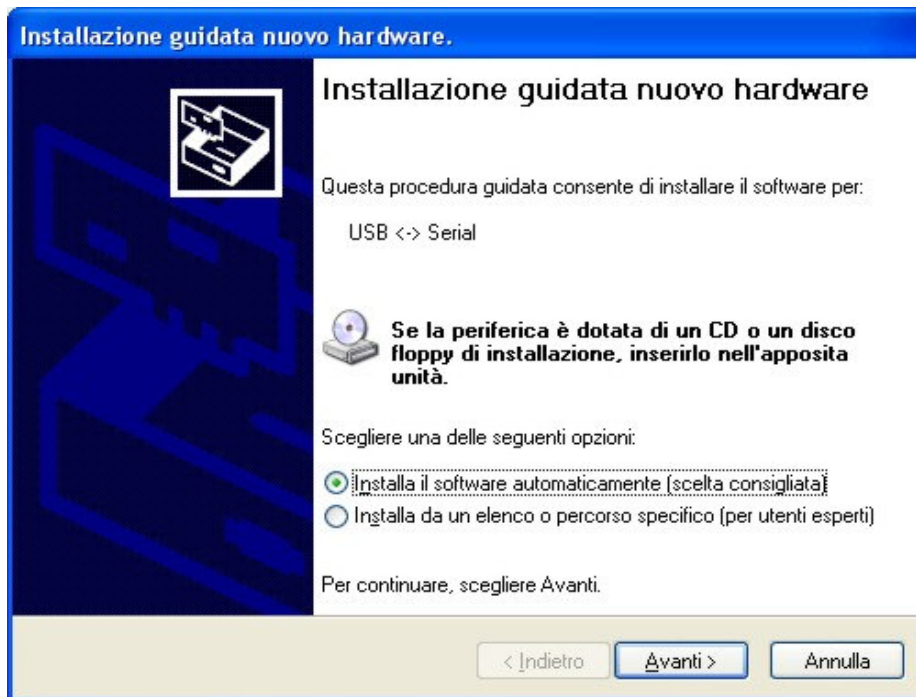 Installazione guidata nuovo hardware.
Installazione guidata nuovo hardware
Questa procedura guidata consente di installare il software per:
USB <-> Serial
Se la periferica è dotata di un CD o un disco
floppy di installazione, inserirlo nell'apposita
unità.
Scegliere una delle seguenti opzioni:
Installa il software automaticamente (scelta consigliata)
Installa da un elenco o percorso specifico (per utenti esperti)
Per continuare, scegliere Avanti.
< Indietro Avanti > Annulla